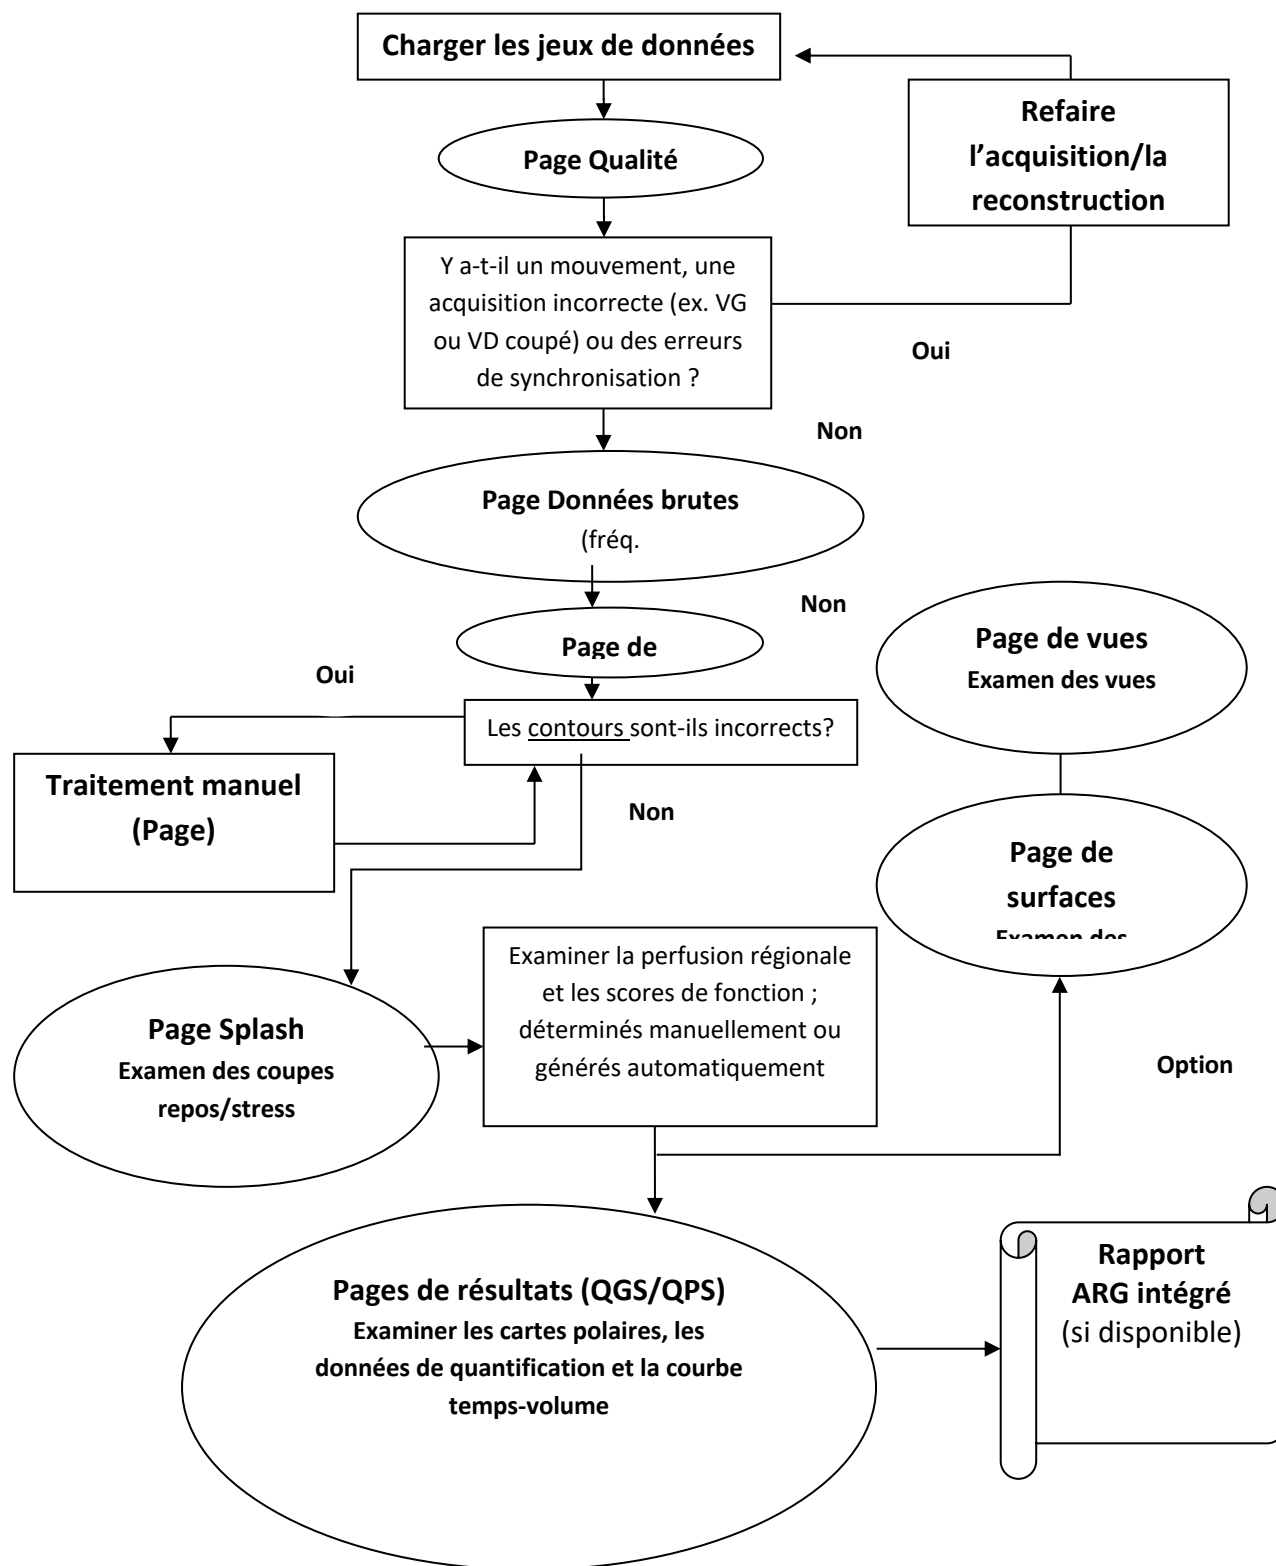 Charger les jeux de données
Refaire
l'acquisition/la
reconstruction
Page Qualité
Y a-t-il un mouvement, une
acquisition incorrecte (ex. VG
ou VD coupé) ou des erreurs
de synchronisation ?
Oui
Non
Page Données brutes
(fréq.
Non
Page de
Oui
Les contours sont-ils incorrects?
Page de vues
Examen des vues
Traitement manuel
(Page)
Non
Page de
surfaces
Examen des
Examiner la perfusion régionale
et les scores de fonction ;
déterminés manuellement ou
générés automatiquement
Page Splash
Examen des coupes
repos/stress
Option
Pages de résultats (QGS/QPS)
Examiner les cartes polaires, les
données de quantification et la courbe
temps-volume
Rapport
ARG intégré
(si disponible)